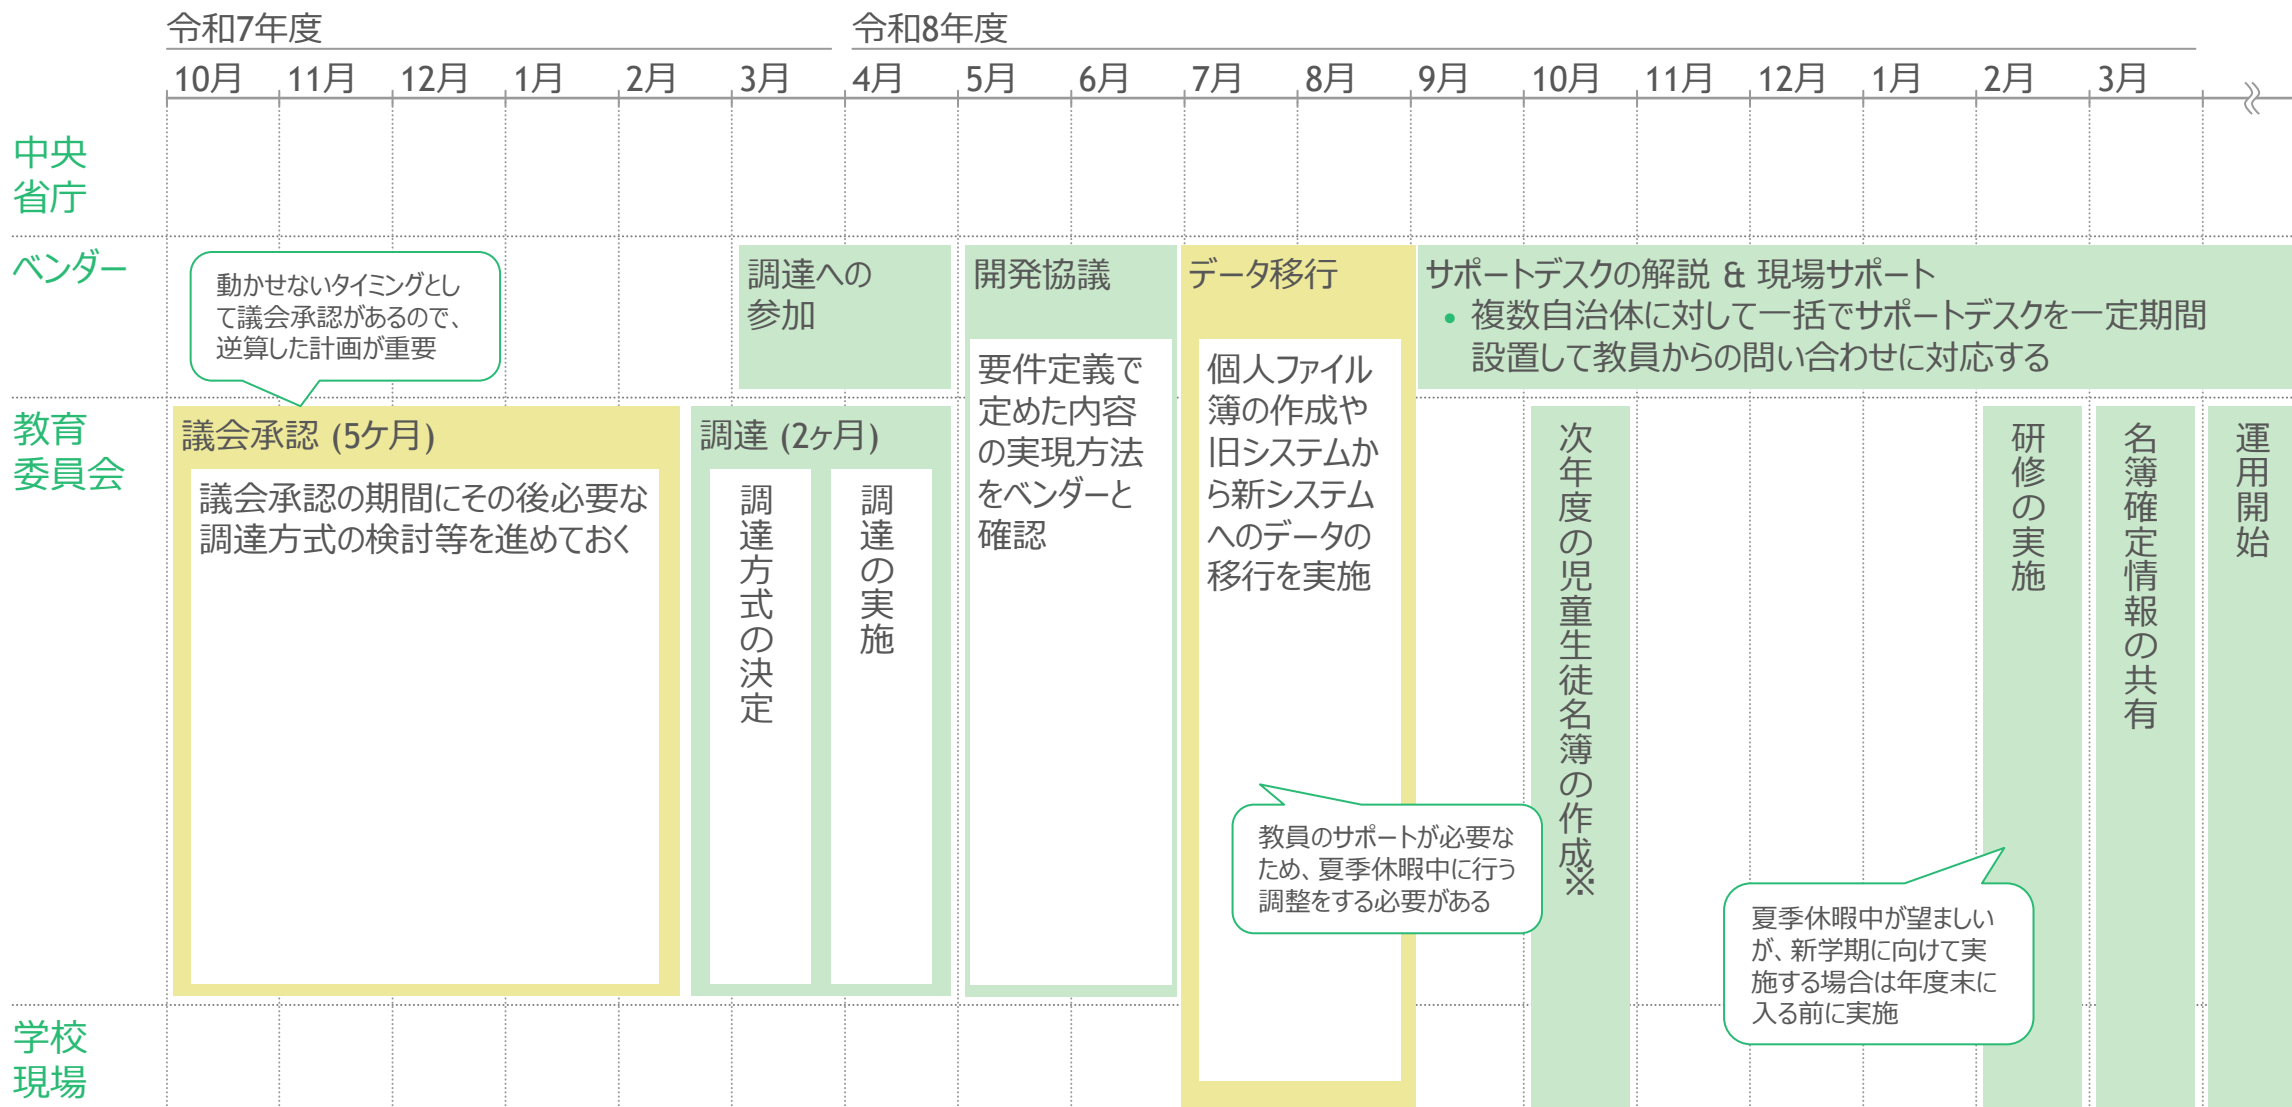 令和7年度
令和8年度
10月
11月
12月
1月
2月
3月
4月
5月
6月
7月
8月
9月
10月
11月
12月
1月
2月
3月
中央
省庁
ベンダー
動かせないタイミングとし
て議会承認があるので、
逆算した計画が重要
調達への
参加
開発協議
データ移行
サポートデスクの解説 & 現場サポート
• 複数自治体に対して一括でサポートデスクを一定期間
設置して教員からの問い合わせに対応する
要件定義で
定めた内容
の実現方法
をベンダーと
確認
個人ファイル
簿の作成や
旧システムか
ら新システム
へのデータの
移行を実施
教育
委員会
議会承認 (5ケ月)
議会承認の期間にその後必要な
調達方式の検討等を進めておく
調達 (2ヶ月)
調達方式の決定
調達の実施
教員のサポートが必要な
ため、夏季休暇中に行う
調整をする必要がある
次年度の児童生徒名簿の作成※
研修の実施
名簿確定情報の共有
運用開始
夏季休暇中が望ましい
が、新学期に向けて実
施する場合は年度末に
入る前に実施
学校
現場